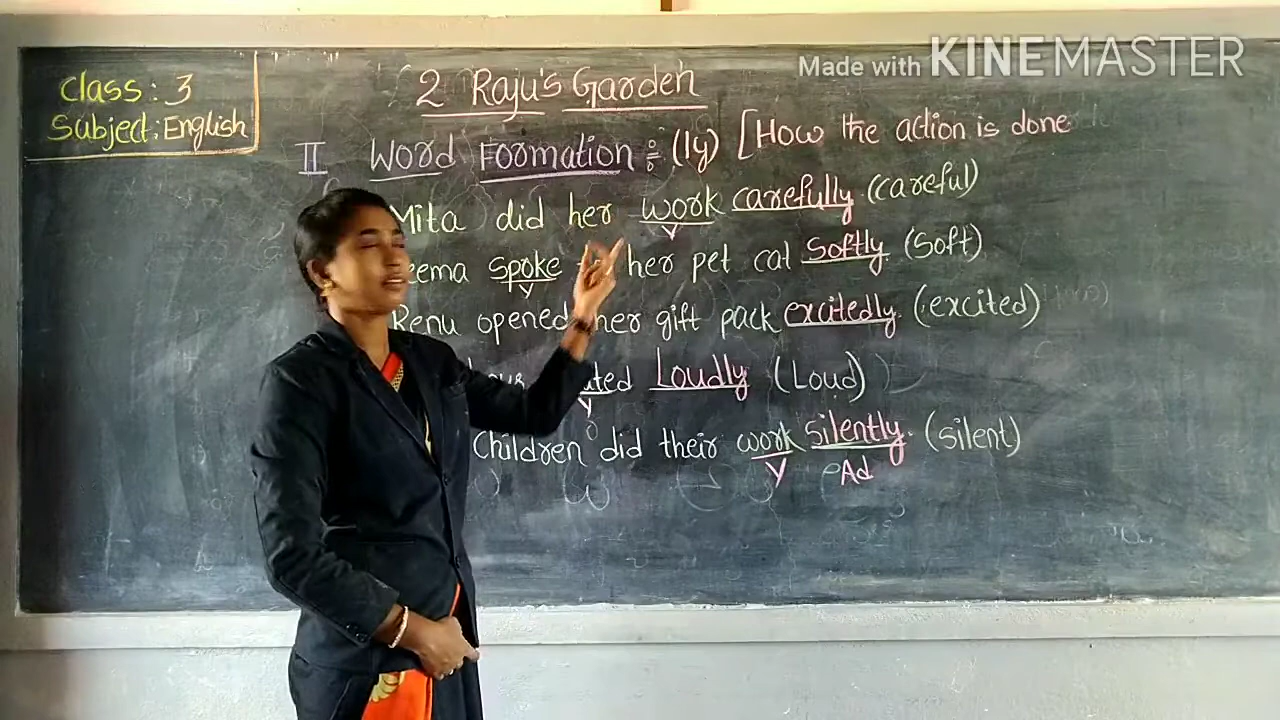 Made with KINEMASTER
Class: 3
Subject: English
2 Raju's Garden
II Word Formation : (ly) [How the action is done
Mita did her work carefully (careful)
V
eema spoke her pet cat softly (soft)
V
Renu opened her gift pack excitedly. (excited)
ted Loudly (Loud)
V
Children did their work silently. (silent)
V Ad